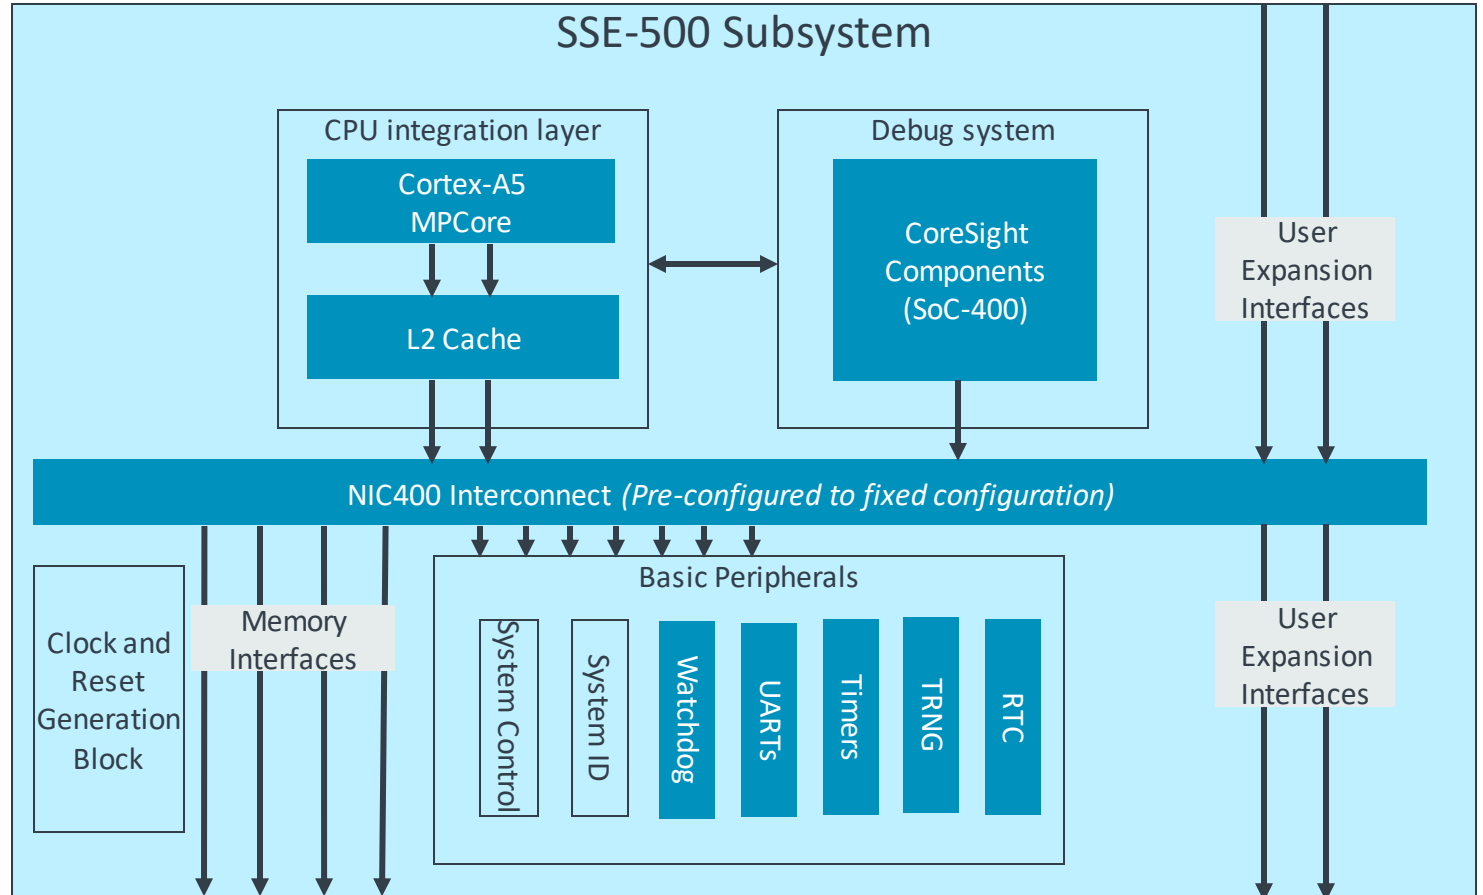 SSE-500 Subsystem
CPU integration layer
Cortex-A5
MPCore
L2 Cache
Debug system
CoreSight
Components
(SoC-400)
User
Expansion
Interfaces
NIC400 Interconnect (Pre-configured to fixed configuration)
Clock and
Reset
Generation
Block
Memory
Interfaces
Basic Peripherals
System Control
System ID
Watchdog
UARTs
Timers
TRNG
RTC
User
Expansion
Interfaces